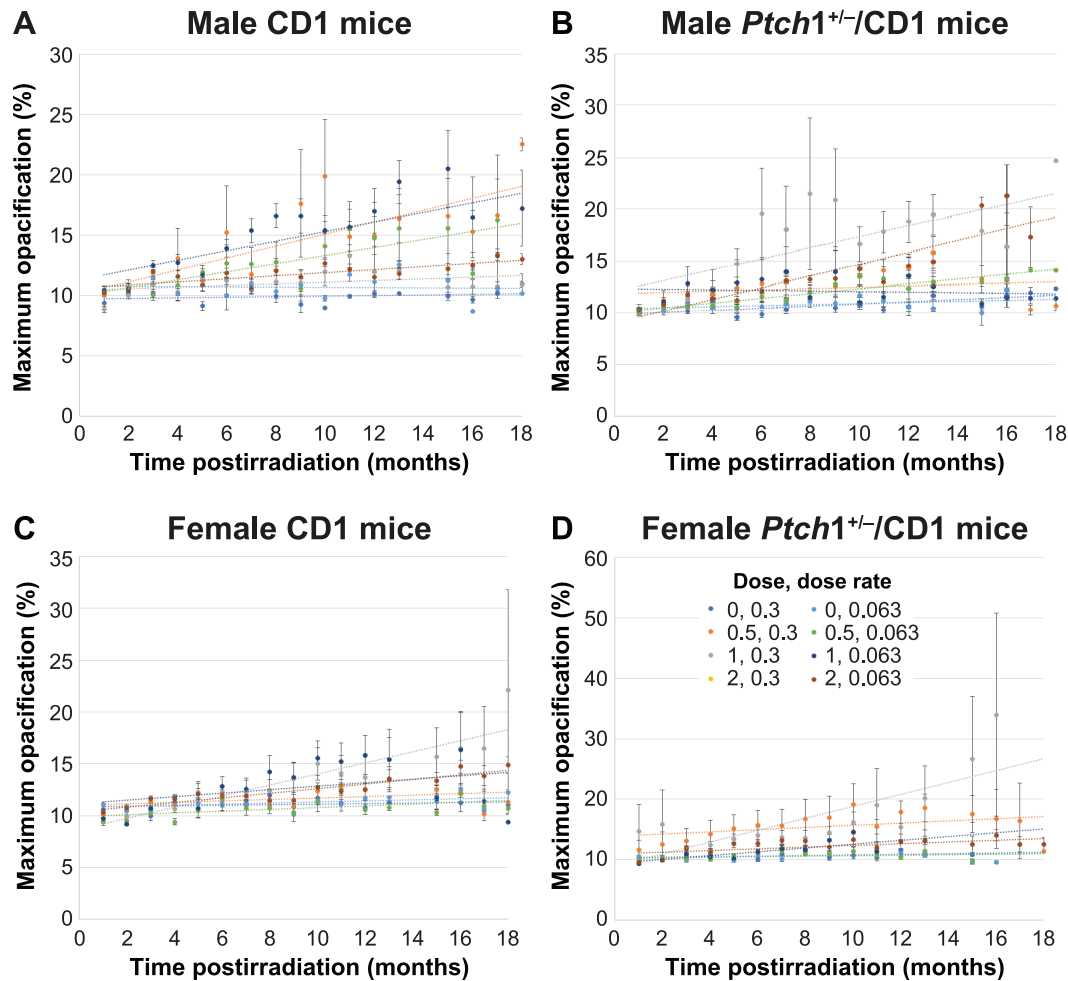 A Male CD1 mice
Maximum opacification (%)
30
25
20
15
10
5
0
0 2 4 6 8 10 12 14 16 18
Time postirradiation (months)
B Male Ptch1+/–/CD1 mice
Maximum opacification (%)
35
30
25
20
15
10
5
0
0 2 4 6 8 10 12 14 16 18
Time postirradiation (months)
C Female CD1 mice
Maximum opacification (%)
35
30
25
20
15
10
5
0
0 2 4 6 8 10 12 14 16 18
Time postirradiation (months)
D Female Ptch1+/–/CD1 mice
Maximum opacification (%)
60
50
40
30
20
10
0
Dose, dose rate
0, 0.3 0, 0.063
0.5, 0.3 0.5, 0.063
1, 0.3 1, 0.063
2, 0.3 2, 0.063
0 2 4 6 8 10 12 14 16 18
Time postirradiation (months)